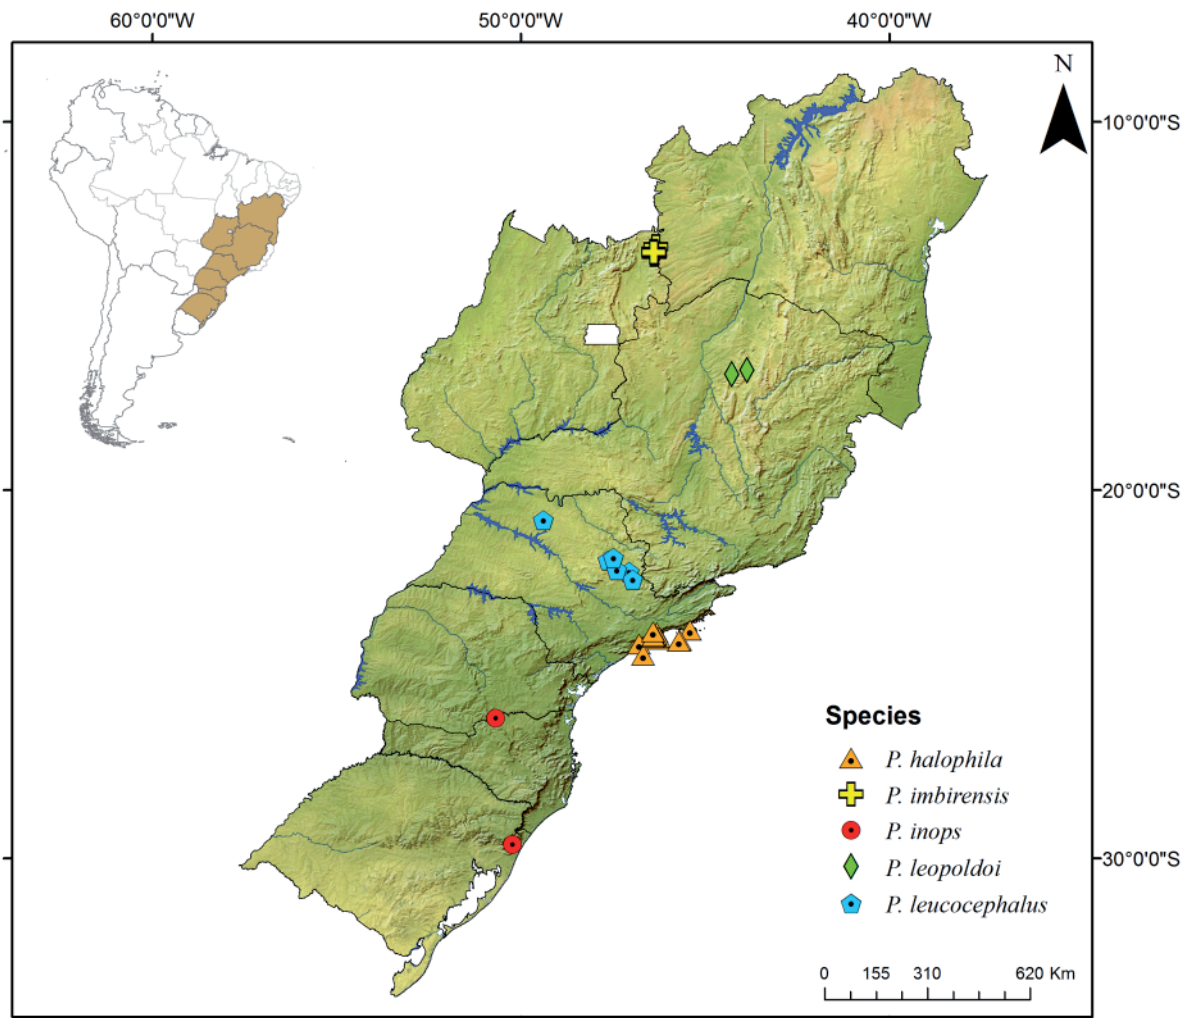 60°0'0"W 50°0'0"W 40°0'0"W
N
10°0'0"S
20°0'0"S
30°0'0"S
Species
P. halophila
P. imbirensis
P. inops
P. leopoldoi
P. leucocephalus
0 155 310 620 Km